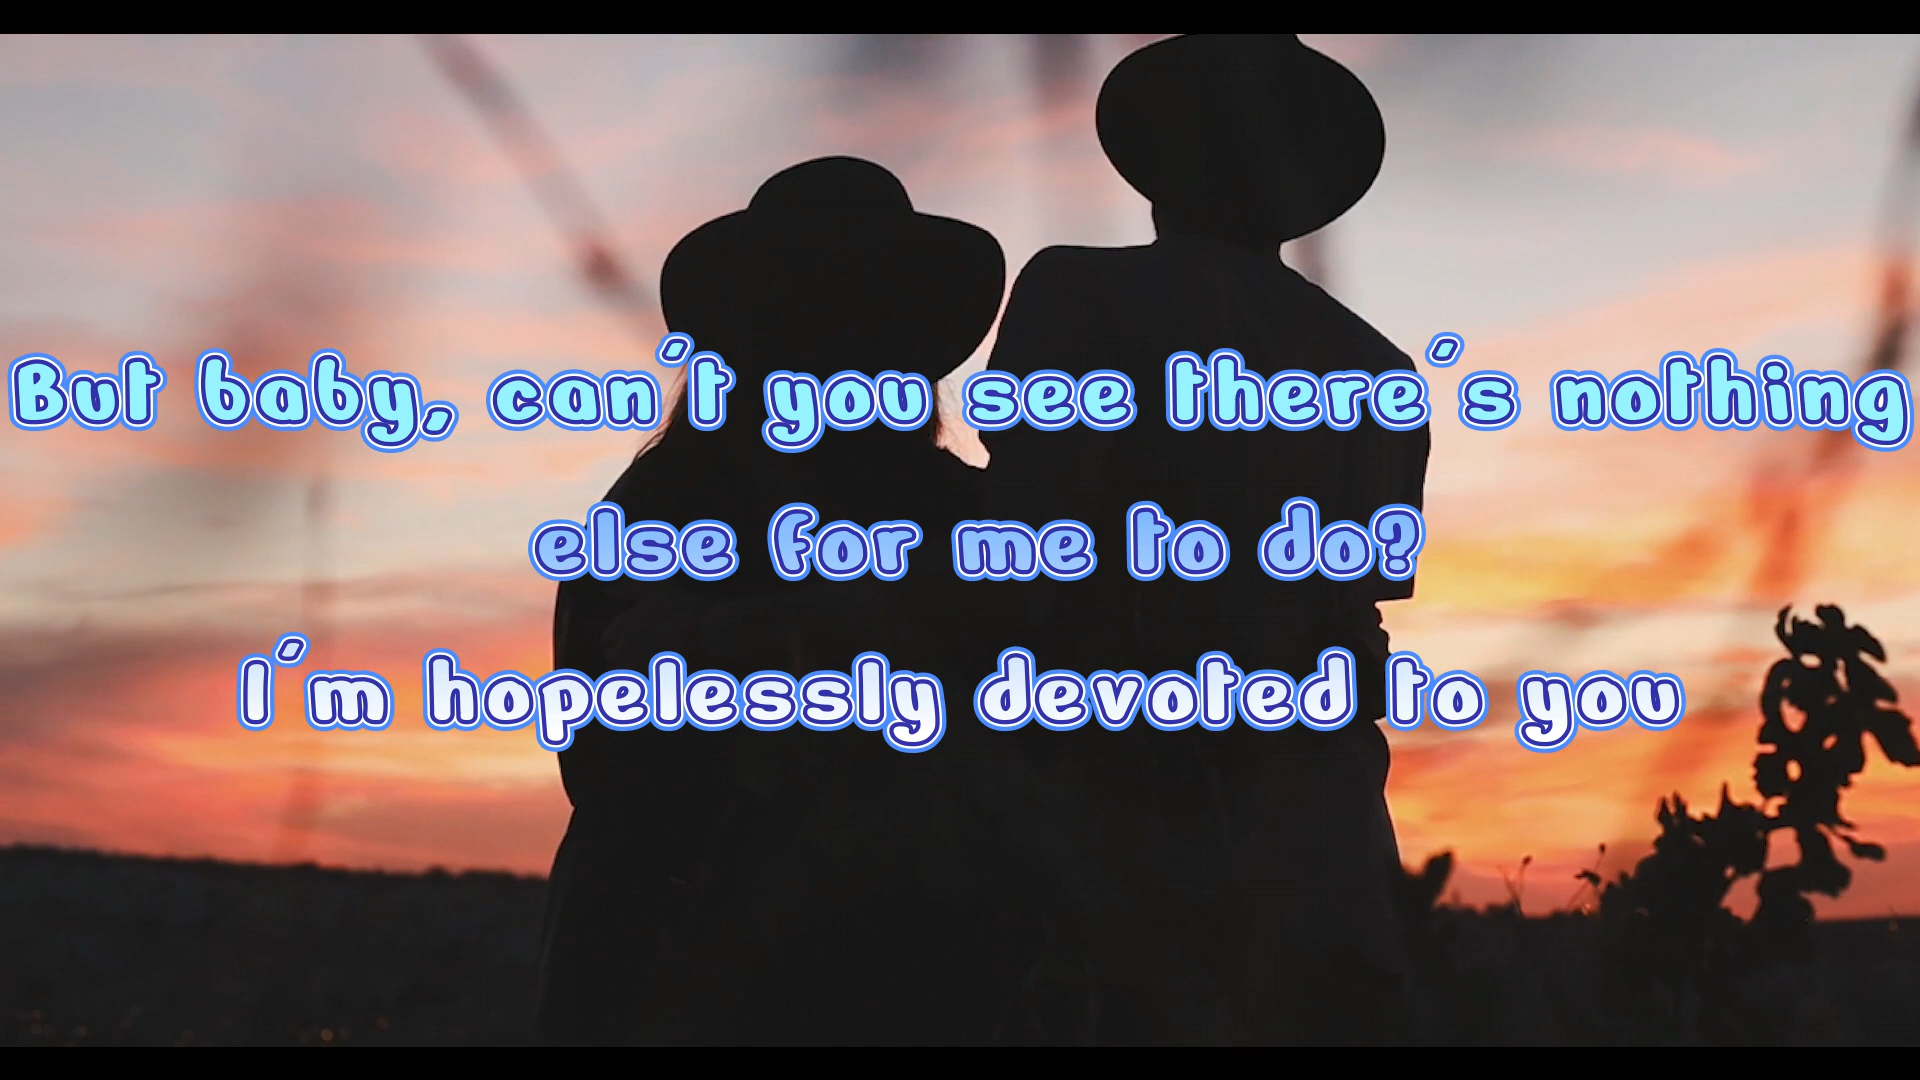 But baby, can't you see there's nothing
else for me to do?
I'm hopelessly devoted to you